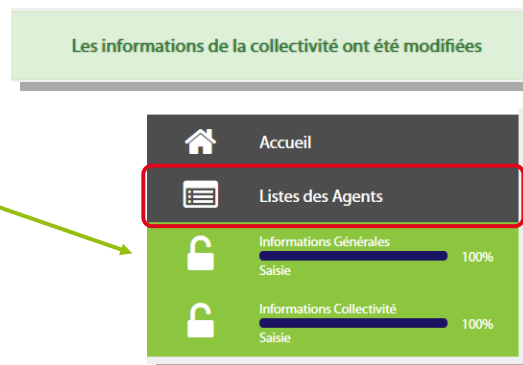 Les informations de la collectivité ont été modifiées
Accueil
Listes des Agents
Informations Générales
100%
Saisie
Informations Collectivité
100%
Saisie